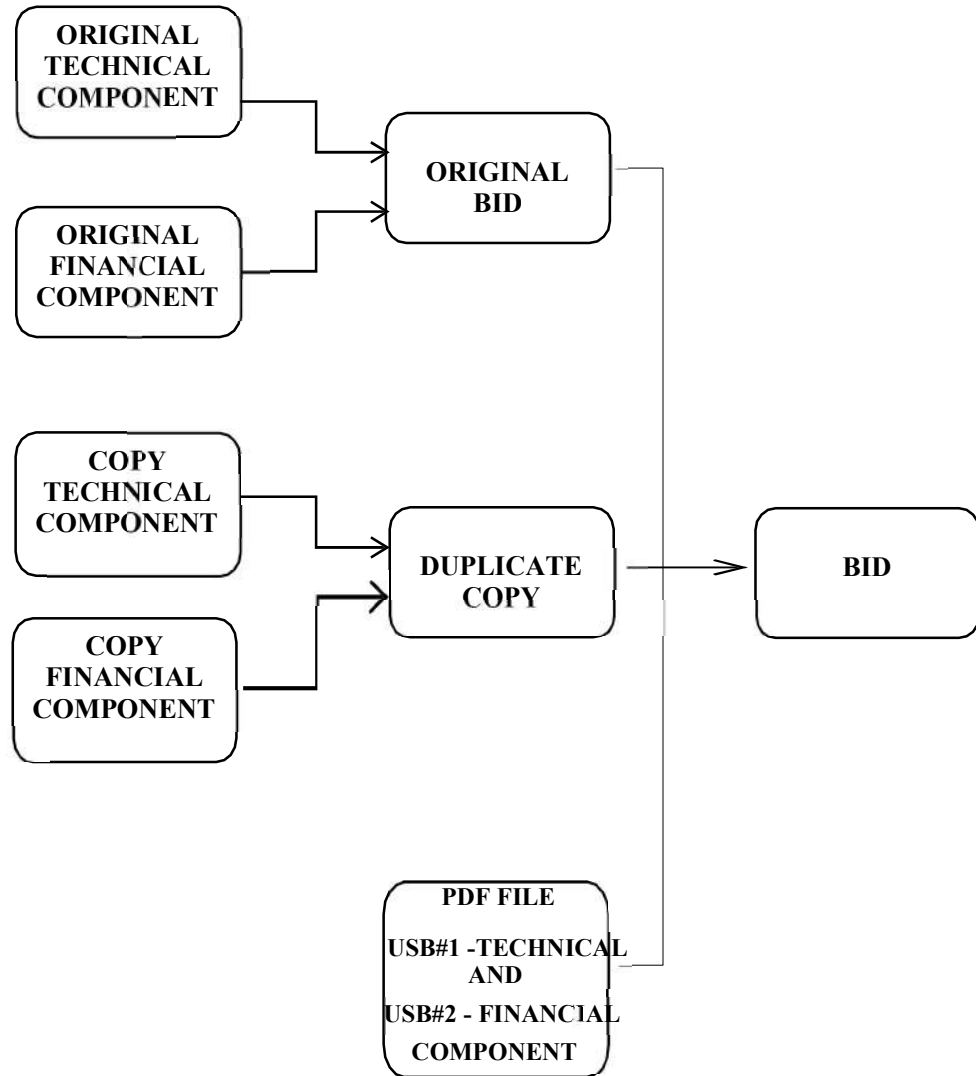 ORIGINAL
TECHNICAL
COMPONENT
ORIGINAL
FINANCIAL
COMPONENT
ORIGINAL
BID
COPY
TECHNICAL
COMPONENT
COPY
FINANCIAL
COMPONENT
DUPLICATE
COPY
BID
PDF FILE
USB#1 -TECHNICAL
AND
USB#2 - FINANCIAL
COMPONENT